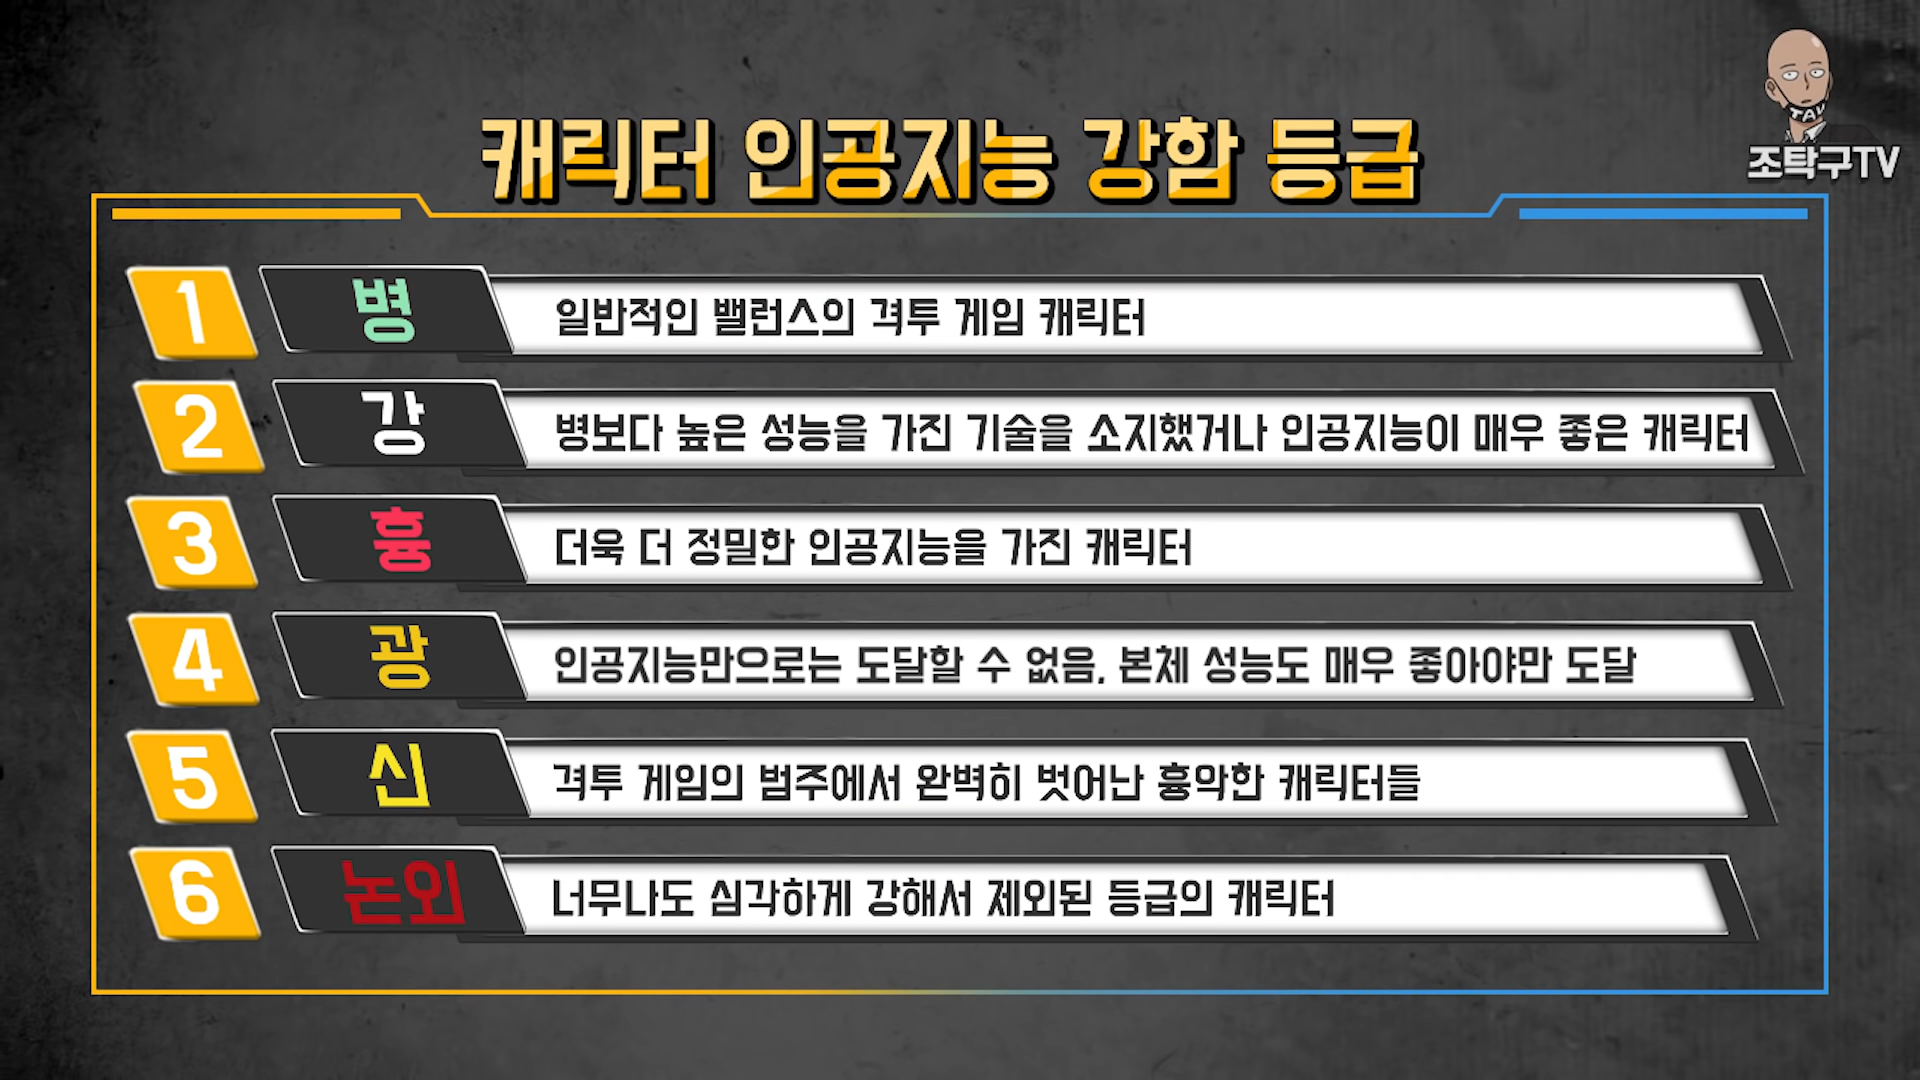 TAK
조탁구TV
캐릭터 인공지능 강함 등급
1 병 일반적인 밸런스의 격투 게임 캐릭터
2 강 병보다 높은 성능을 가진 기술을 소지했거나 인공지능이 매우 좋은 캐릭터
3 흉 더욱 더 정밀한 인공지능을 가진 캐릭터
4 광 인공지능만으로는 도달할 수 없음, 본체 성능도 매우 좋아야만 도달
5 신 격투 게임의 범주에서 완벽히 벗어난 흉악한 캐릭터들
6 논외 너무나도 심각하게 강해서 제외된 등급의 캐릭터